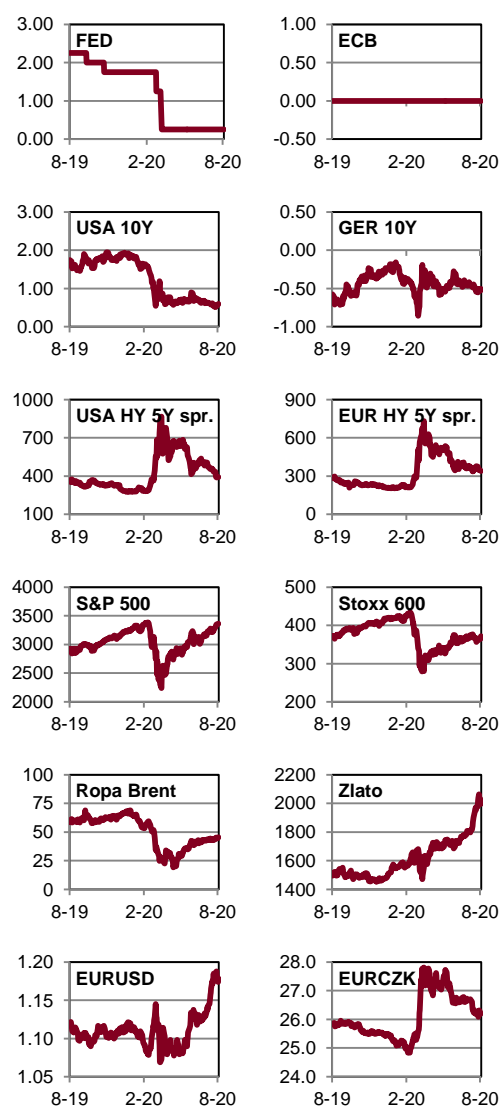 FED
3.00
2.00
1.00
0.00
8-19 2-20 8-20
ECB
1.00
0.50
0.00
-0.50
8-19 2-20 8-20
USA 10Y
3.00
2.00
1.00
0.00
8-19 2-20 8-20
GER 10Y
0.50
0.00
-0.50
-1.00
8-19 2-20 8-20
USA HY 5Y spr.
1000
700
400
100
8-19 2-20 8-20
EUR HY 5Y spr.
900
600
300
0
8-19 2-20 8-20
S&P 500
4000
3500
3000
2500
2000
8-19 2-20 8-20
Stoxx 600
500
400
300
200
8-19 2-20 8-20
Ropa Brent
100
75
50
25
0
8-19 2-20 8-20
Zlato
2200
2000
1800
1600
1400
8-19 2-20 8-20
EURUSD
1.20
1.15
1.10
1.05
8-19 2-20 8-20
EURCZK
28.0
27.0
26.0
25.0
24.0
8-19 2-20 8-20